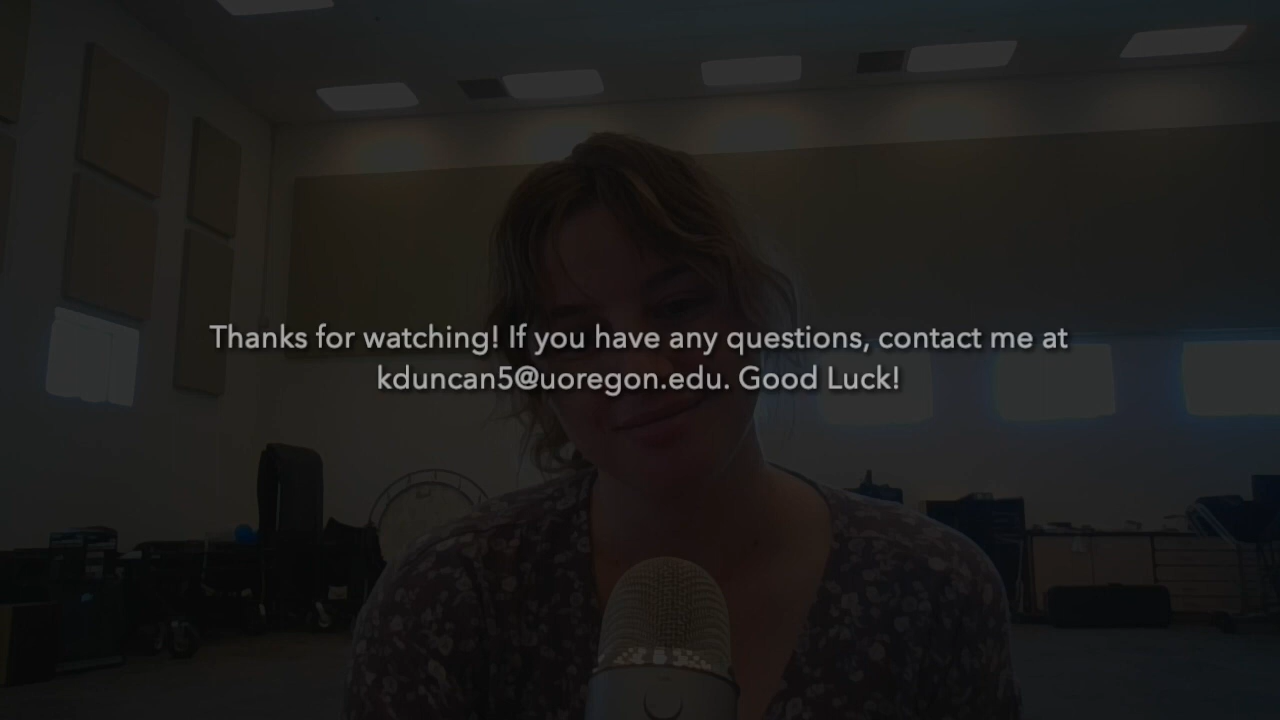 Thanks for watching! If you have any questions, contact me at
kduncan5@uoregon.edu. Good Luck!